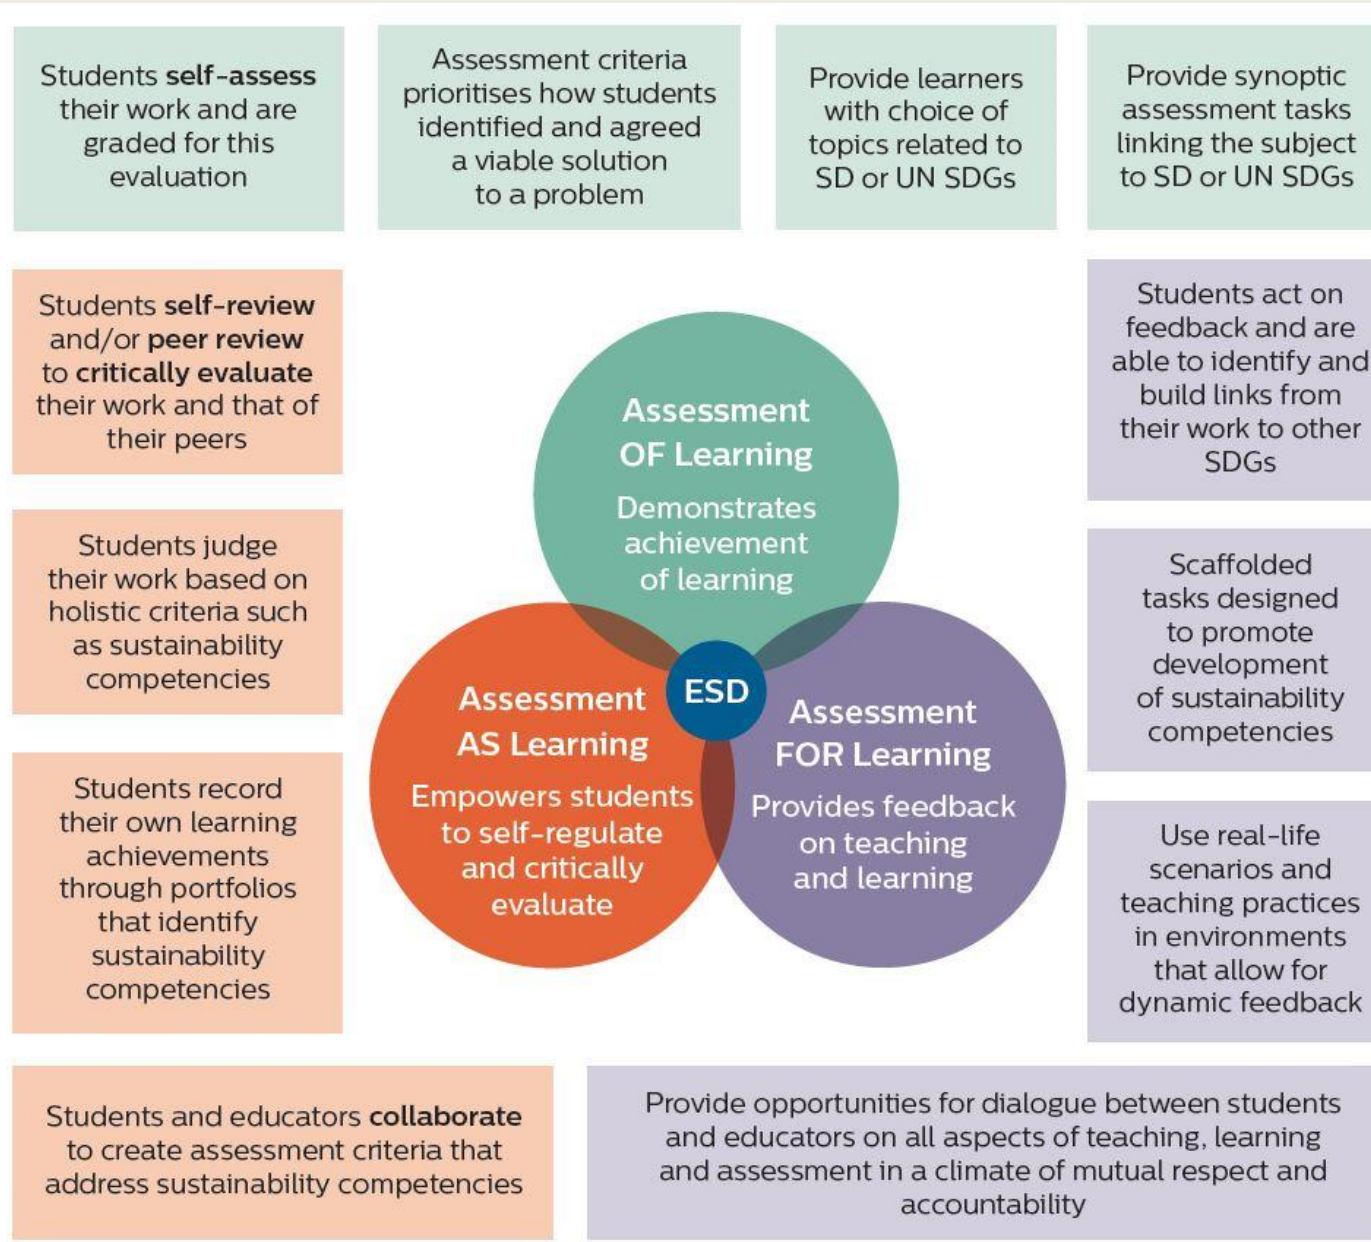 Students self-assess
their work and are
graded for this
evaluation
Assessment criteria
prioritises how students
identified and agreed
a viable solution
to a problem
Provide learners
with choice of
topics related to
SD or UN SDGs
Provide synoptic
assessment tasks
linking the subject
to SD or UN SDGs
Students self-review
and/or peer review
to critically evaluate
their work and that of
their peers
Students judge
their work based on
holistic criteria such
as sustainability
competencies
Students record
their own learning
achievements
through portfolios
that identify
sustainability
competencies
Assessment
OF Learning
Demonstrates
achievement
of learning
ESD
Assessment
AS Learning
Empowers students
to self-regulate
and critically
evaluate
Assessment
FOR Learning
Provides feedback
on teaching
and learning
Students act on
feedback and are
able to identify and
build links from
their work to other
SDGs
Scaffolded
tasks designed
to promote
development
of sustainability
competencies
Use real-life
scenarios and
teaching practices
in environments
that allow for
dynamic feedback
Students and educators collaborate
to create assessment criteria that
address sustainability competencies
Provide opportunities for dialogue between students
and educators on all aspects of teaching, learning
and assessment in a climate of mutual respect and
accountability